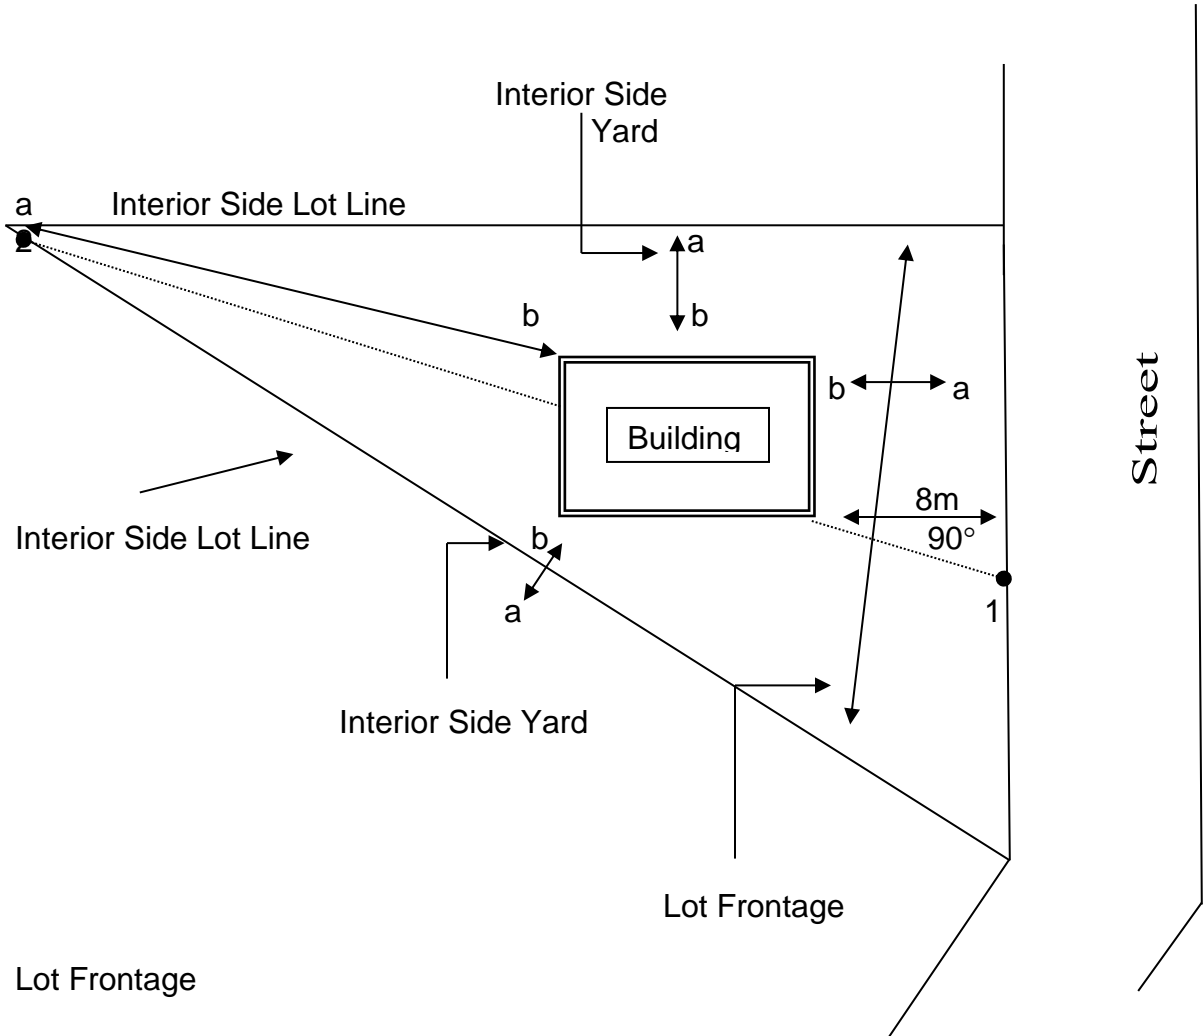 Interior Side
Yard
a
Interior Side Lot Line
2
a
b
b
b
a
Street
Building
8m
90°
Interior Side Lot Line
b
a
1
Interior Side Yard
Lot Frontage
Lot Frontage